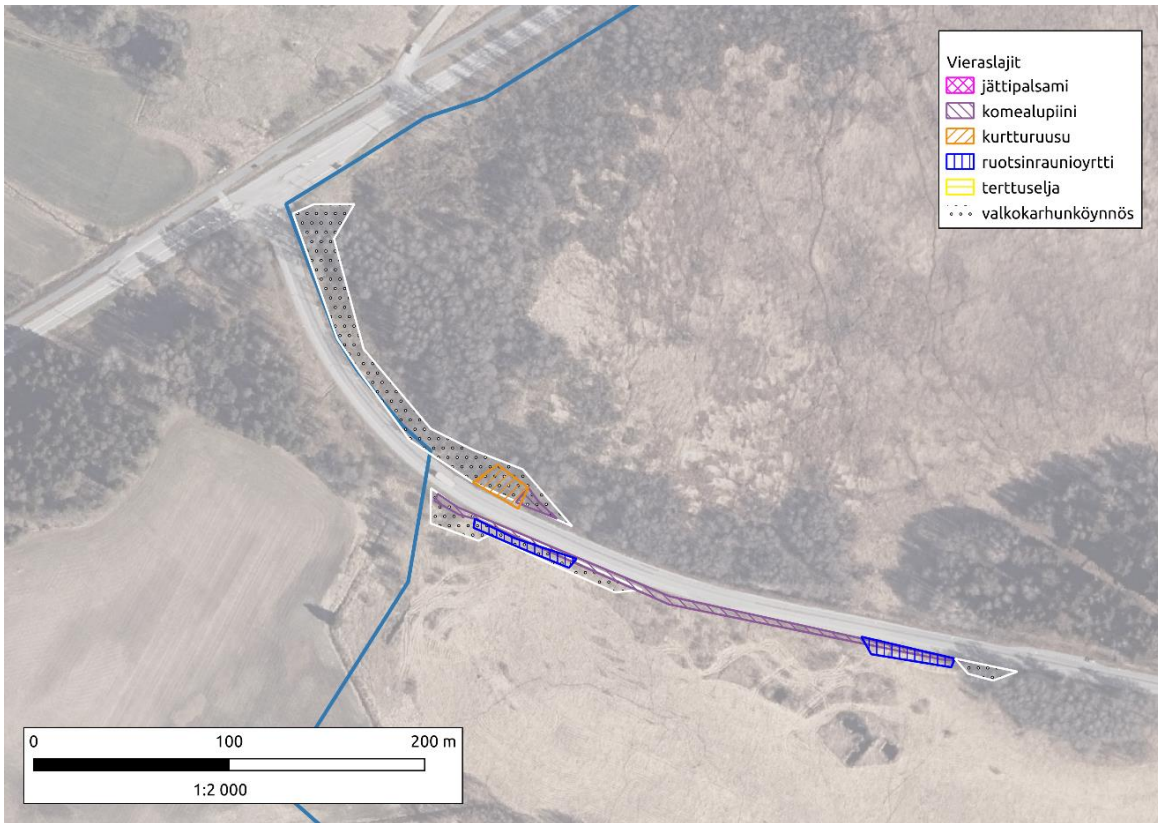 Vieraslajit
jättipalsami
komealupiini
kurtturuusu
ruotsinraunioyrtti
terttuselja
valkokarhunköynnös
0 100 200 m
1:2 000